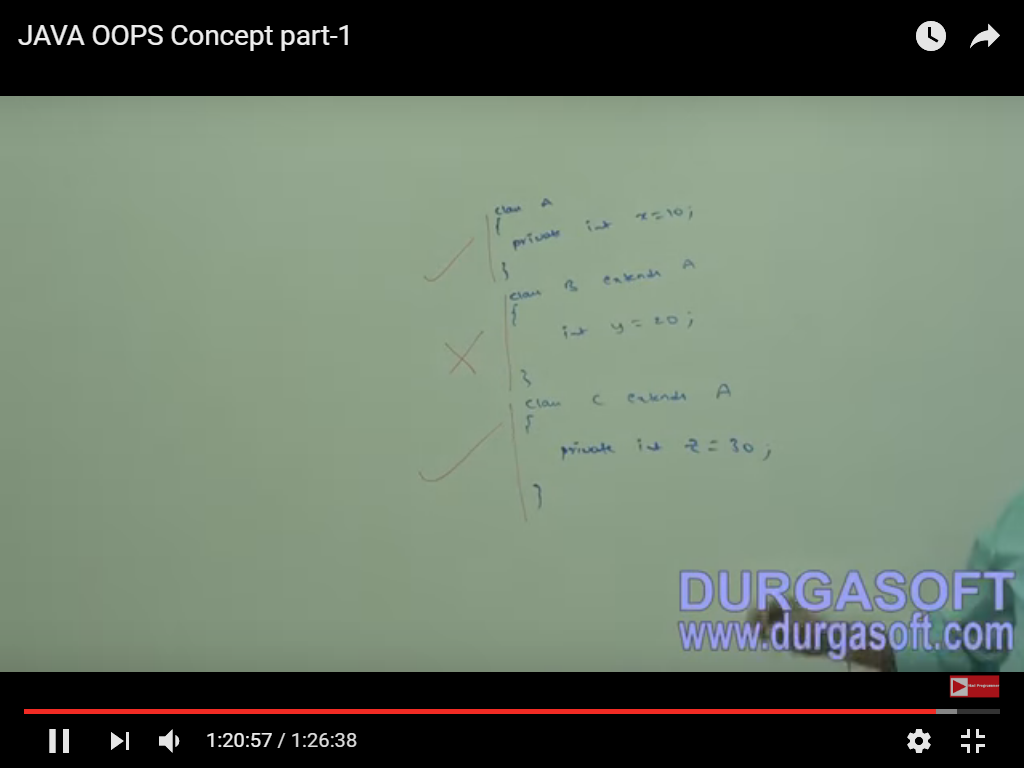 JAVA OOPS Concept part-1
class A
{
private int x=10;
}
class B extends A
{
int y=20;
}
class C extends A
{
private int z=30;
}
DURGASOFT
www.durgasoft.com
1:20:57 / 1:26:38